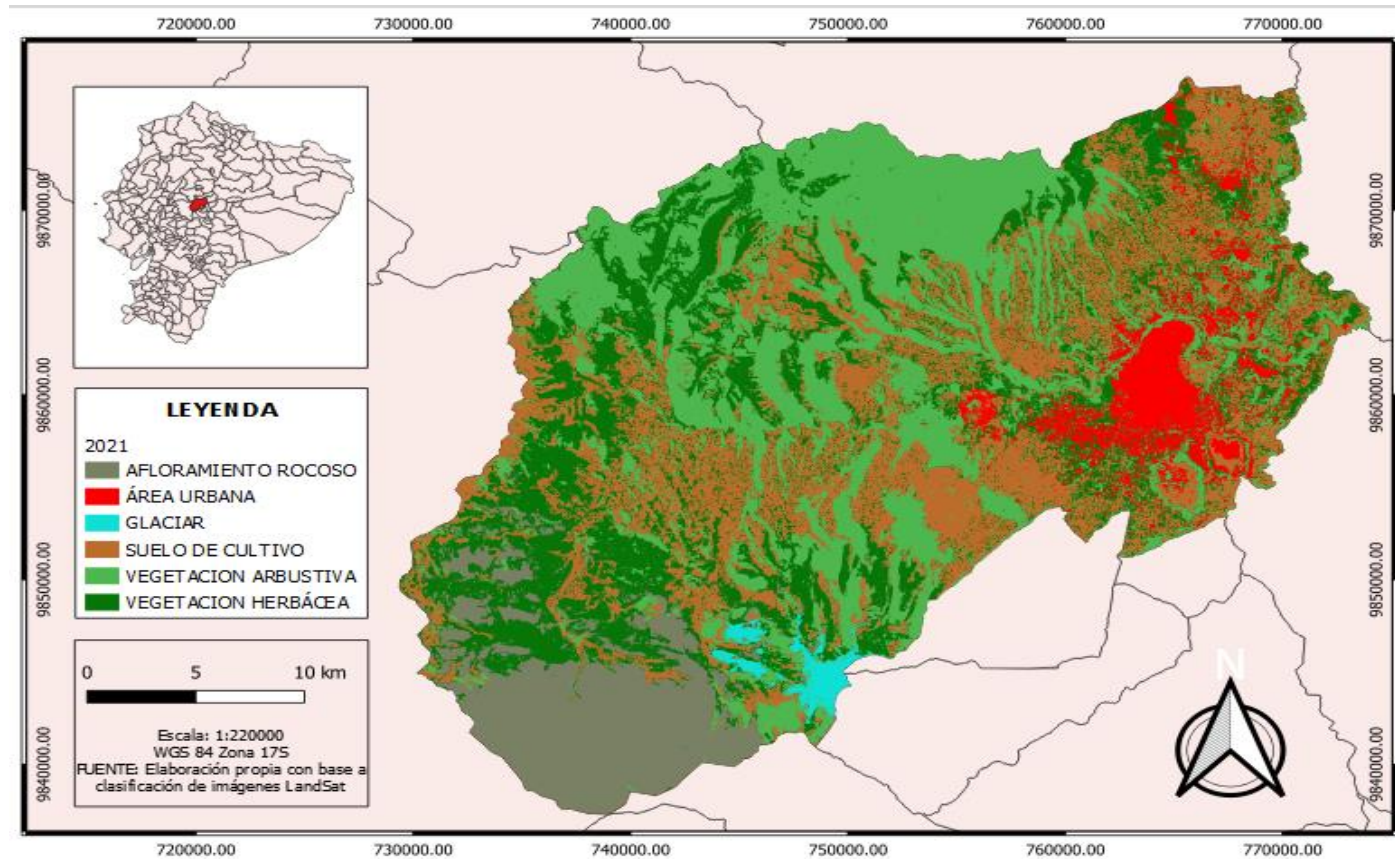 720000.00 730000.00 740000.00 750000.00 760000.00 770000.00
9870000.00
9860000.00
9850000.00
9840000.00
LEYENDA
2021
AFLORAMIENTO ROCOSO
ÁREA URBANA
GLACIAR
SUELO DE CULTIVO
VEGETACION ARBUSTIVA
VEGETACION HERBÁCEA
0 5 10 km
Escala: 1:220000
WGS 84 Zona 17S
FUENTE: Elaboración propia con base a
clasificación de imágenes LandSat
N
9870000.00
9860000.00
9850000.00
9840000.00
720000.00 730000.00 740000.00 750000.00 760000.00 770000.00